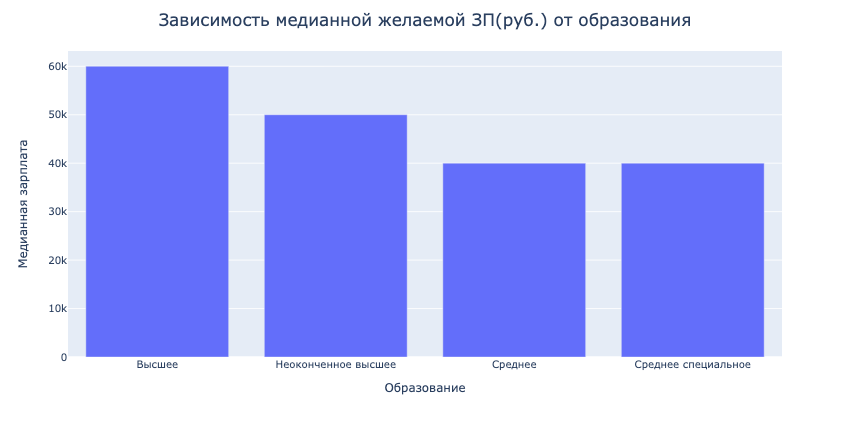 Зависимость медианной желаемой ЗП(руб.) от образования
Медианная зарплата
60k
50k
40k
30k
20k
10k
0
Высшее
Неоконченное высшее
Среднее
Среднее специальное
Образование